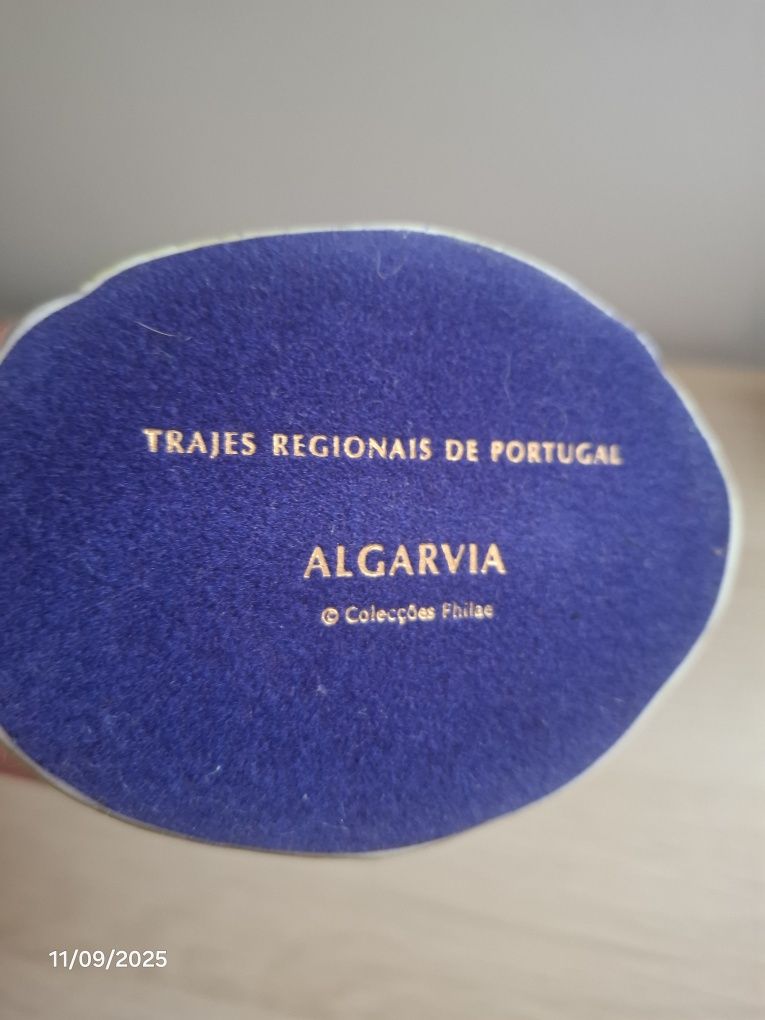 TRAJES REGIONAIS DE PORTUGAL
ALGARVIA
© Colecções Philae
11/09/2025